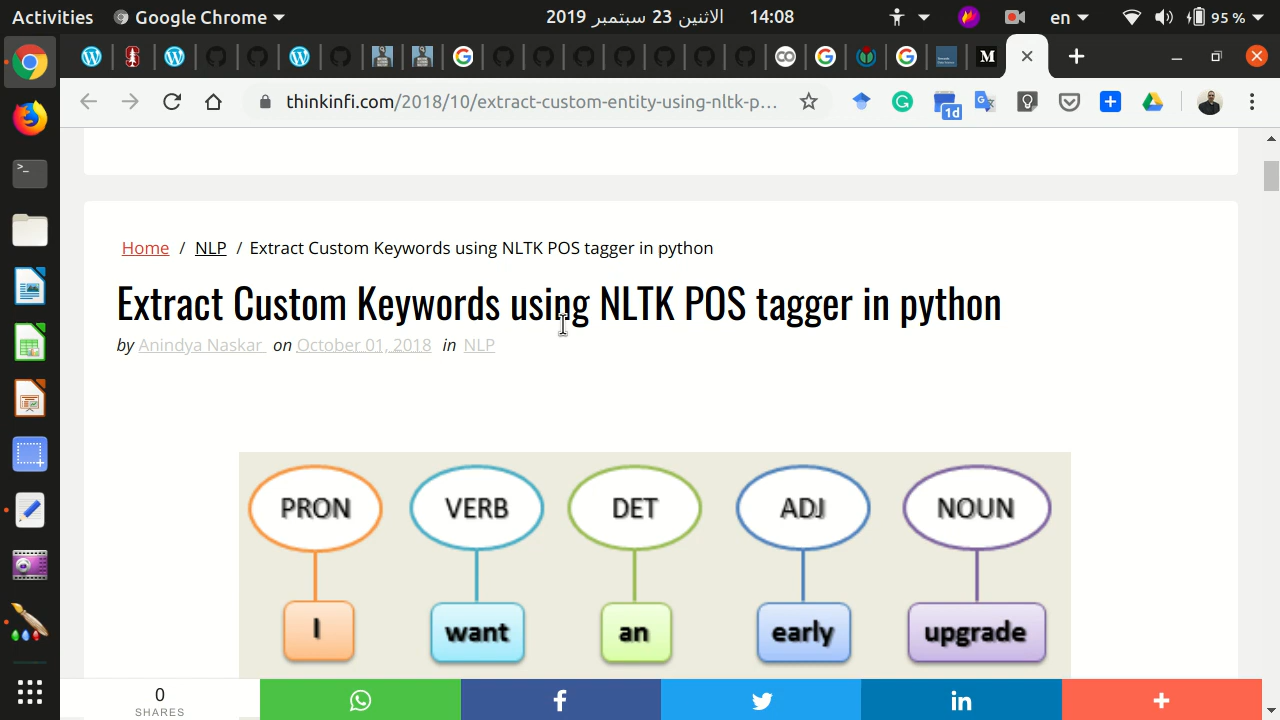 Activities Google Chrome 2019 الاثنين 23 سبتمبر 14:08 en 95 %
thinkinfi.com/2018/10/extract-custom-entity-using-nltk-p… 1d
Home / NLP / Extract Custom Keywords using NLTK POS tagger in python
Extract Custom Keywords using NLTK POS tagger in python
by Anindya Naskar on October 01, 2018 in NLP
PRON VERB DET ADJ NOUN
I want an early upgrade
0
SHARES